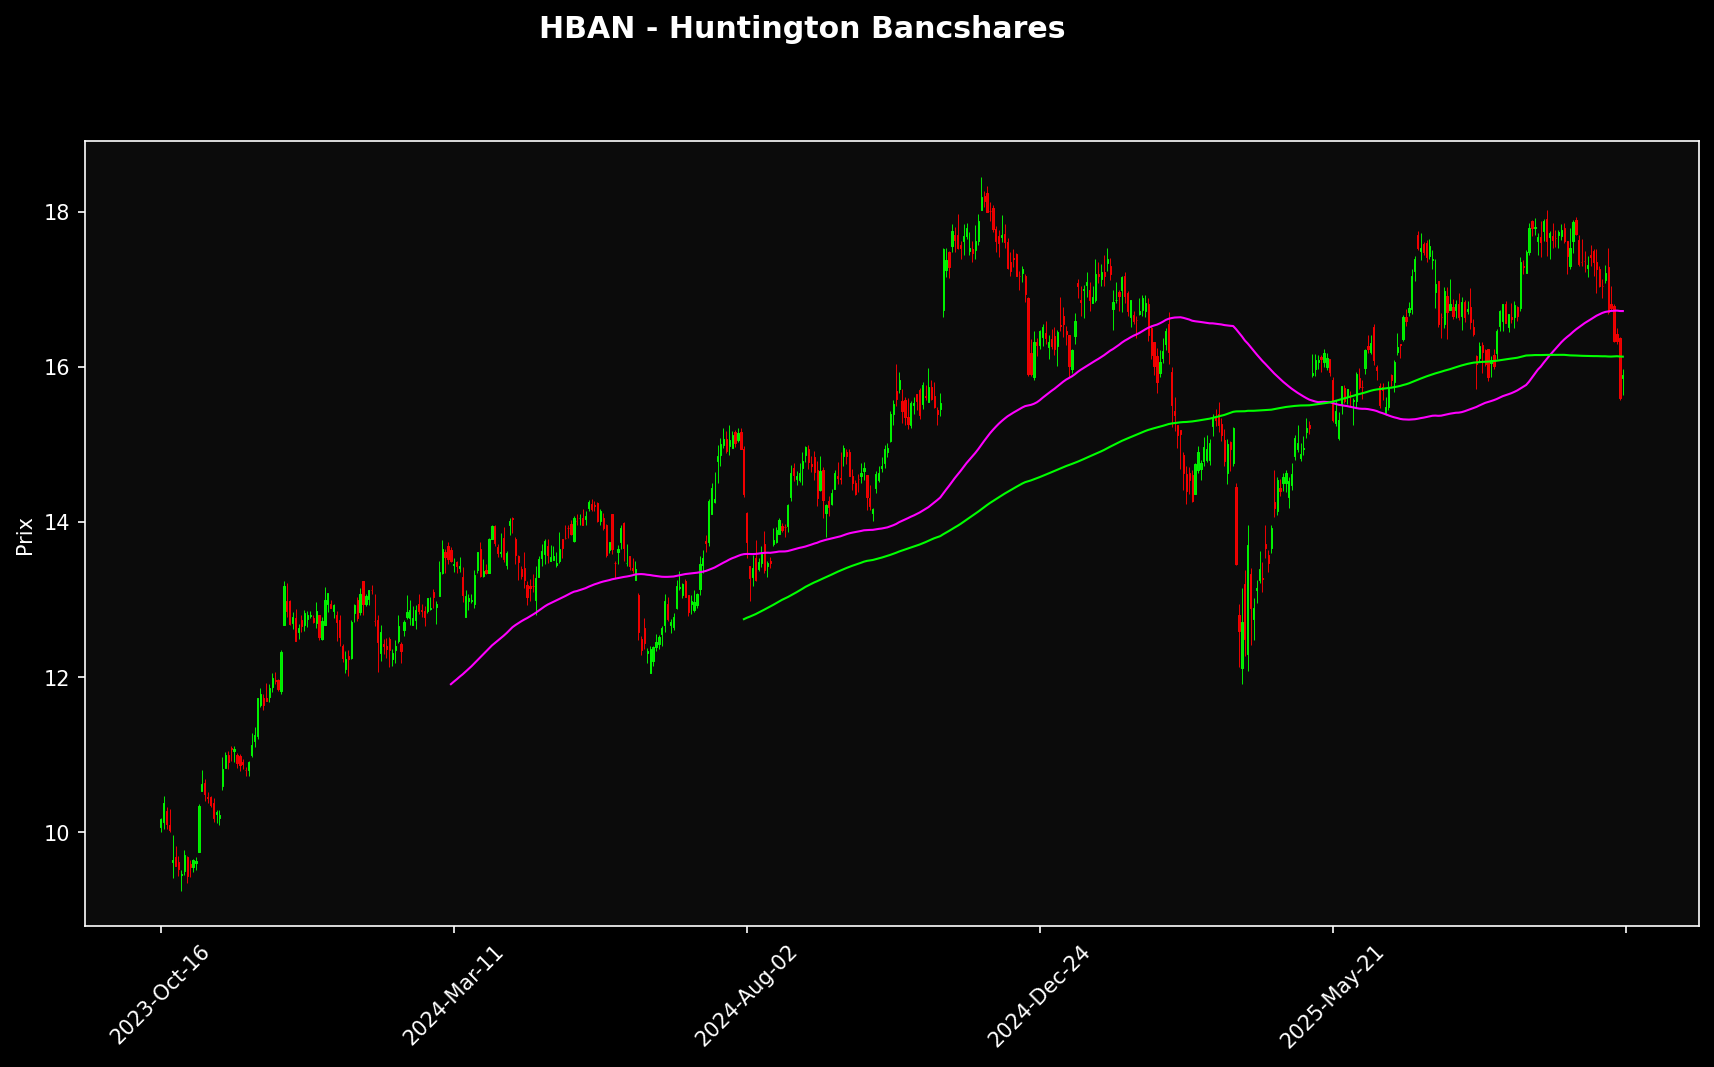 HBAN - Huntington Bancshares
Prix
18
16
14
12
10
2023-Oct-16
2024-Mar-11
2024-Aug-02
2024-Dec-24
2025-May-21